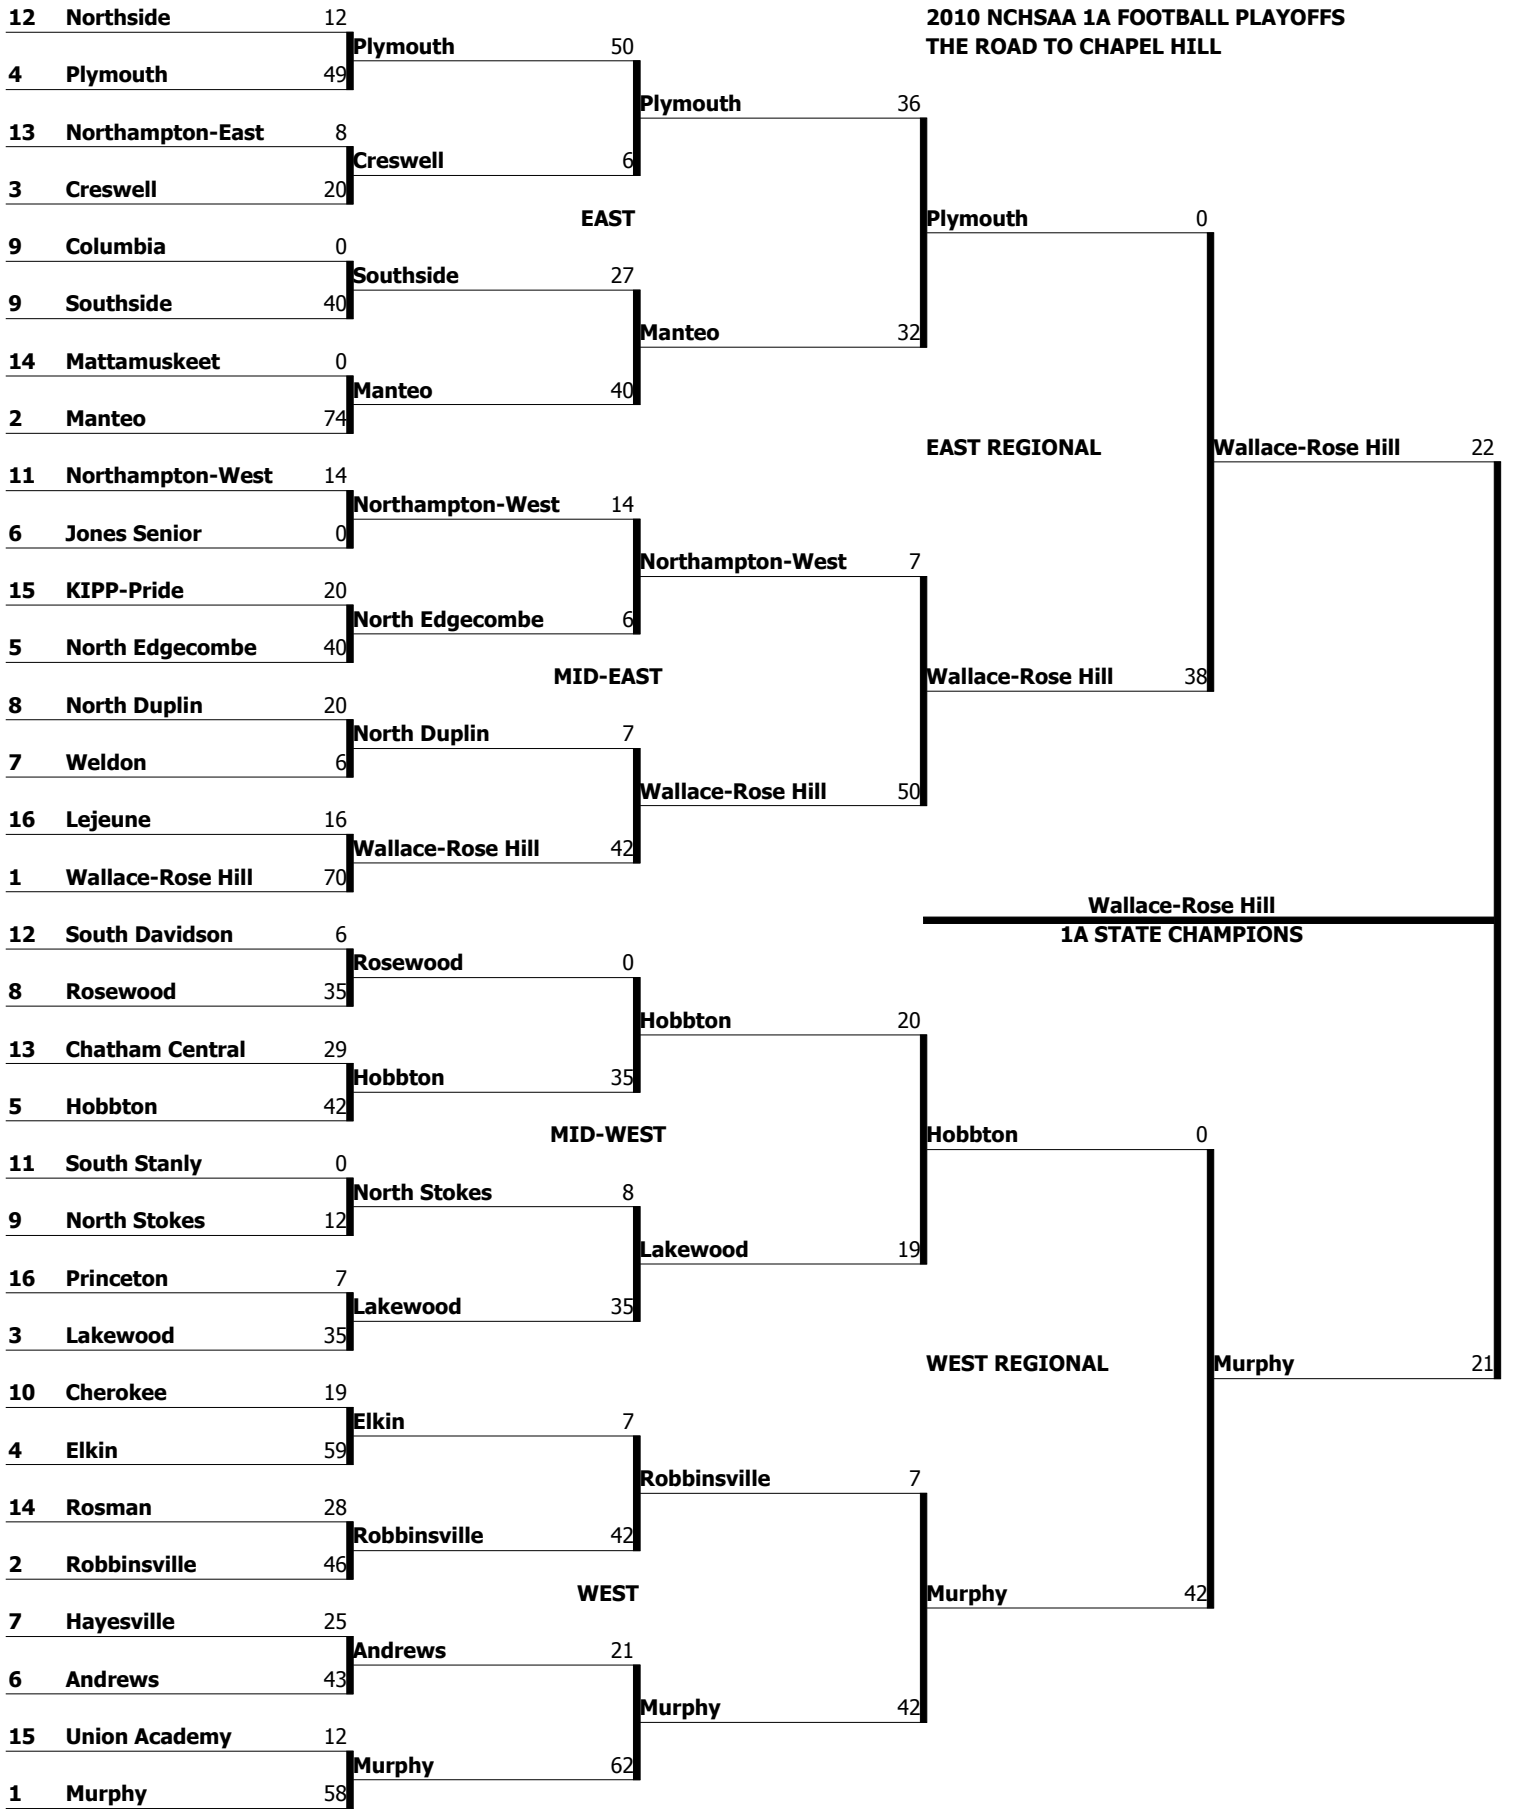 12 Northside 12 2010 NCHSAA 1A FOOTBALL PLAYOFFS
Plymouth 50 THE ROAD TO CHAPEL HILL
4 Plymouth 49
Plymouth 36
13 Northampton-East 8
Creswell 6
3 Creswell 20
EAST Plymouth 0
9 Columbia 0
Southside 27
9 Southside 40
Manteo 32
14 Mattamuskeet 0
Manteo 40
2 Manteo 74
EAST REGIONAL Wallace-Rose Hill 22
11 Northampton-West 14
Northampton-West 14
6 Jones Senior 0
Northampton-West 7
15 KIPP-Pride 20
North Edgecombe 6
5 North Edgecombe 40
MID-EAST Wallace-Rose Hill 38
8 North Duplin 20
North Duplin 7
7 Weldon 6
Wallace-Rose Hill 50
16 Lejeune 16
Wallace-Rose Hill 42
1 Wallace-Rose Hill 70
Wallace-Rose Hill
12 South Davidson 6 1A STATE CHAMPIONS
Rosewood 0
8 Rosewood 35
Hobbton 20
13 Chatham Central 29
Hobbton 35
5 Hobbton 42
MID-WEST Hobbton 0
11 South Stanly 0
North Stokes 8
9 North Stokes 12
Lakewood 19
16 Princeton 7
Lakewood 35
3 Lakewood 35
WEST REGIONAL Murphy 21
10 Cherokee 19
Elkin 7
4 Elkin 59
Robbinsville 7
14 Rosman 28
Robbinsville 42
2 Robbinsville 46
WEST Murphy 42
7 Hayesville 25
Andrews 21
6 Andrews 43
Murphy 42
15 Union Academy 12
Murphy 62
1 Murphy 58